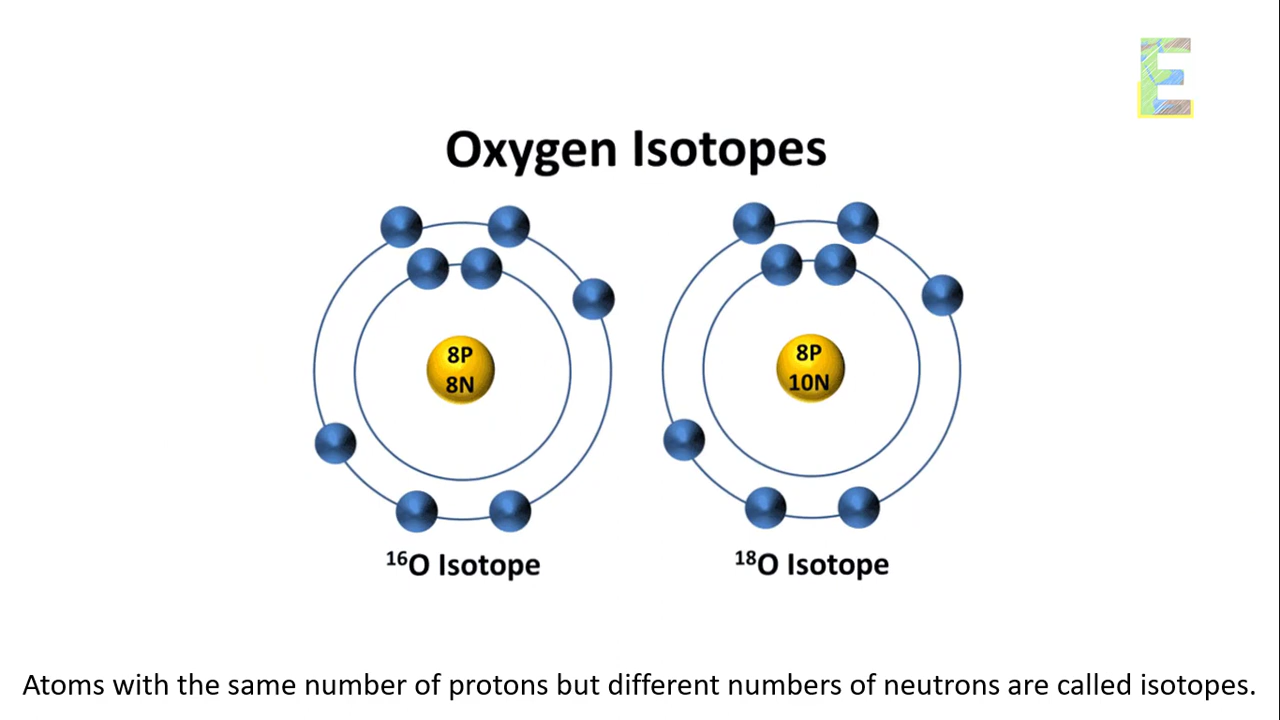 E
Oxygen Isotopes
8P
8N
8P
10N
¹⁶O Isotope
¹⁸O Isotope
Atoms with the same number of protons but different numbers of neutrons are called isotopes.